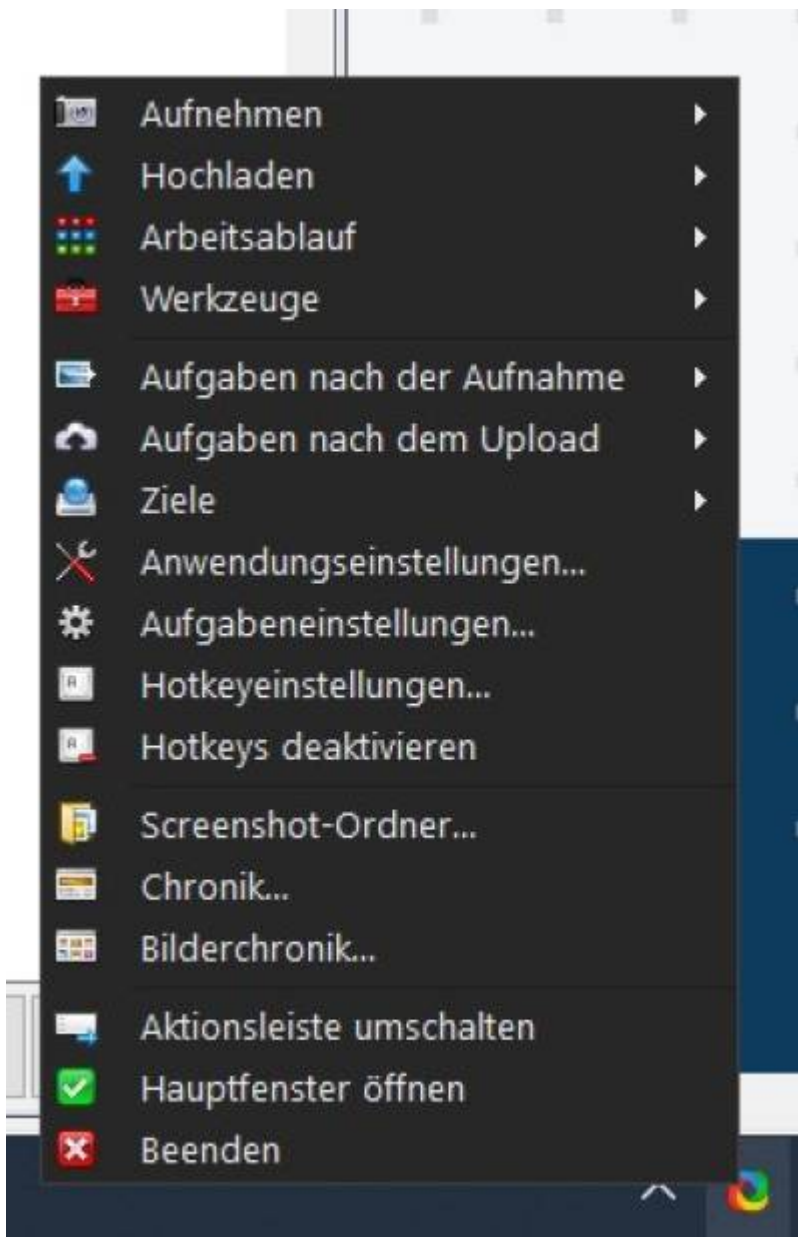 Aufnehmen
Hochladen
Arbeitsablauf
Werkzeuge
Aufgaben nach der Aufnahme
Aufgaben nach dem Upload
Ziele
Anwendungseinstellungen...
Aufgabeneinstellungen...
Hotkeyeinstellungen...
Hotkeys deaktivieren
Screenshot-Ordner...
Chronik...
Bilderchronik...
Aktionsleiste umschalten
Hauptfenster öffnen
Beenden